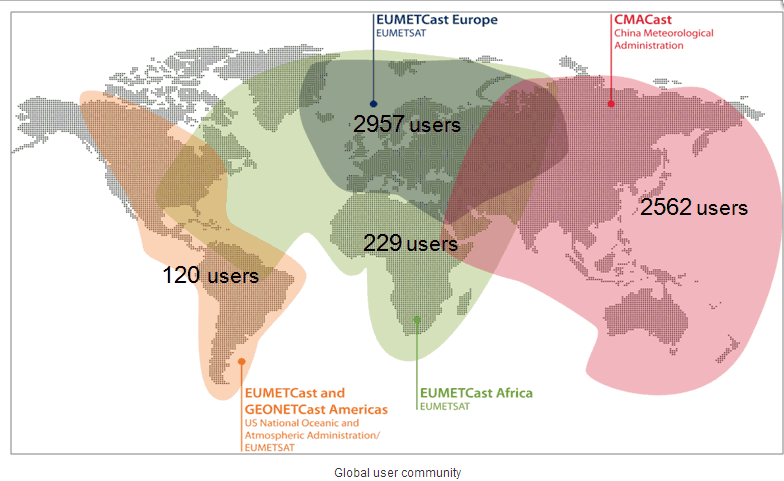 EUMETCast Europe
EUMETSAT
CMACast
China Meteorological
Administration
2957 users
2562 users
229 users
120 users
EUMETCast and
GEONETCast Americas
US National Oceanic and
Atmospheric Administration/
EUMETSAT
EUMETCast Africa
EUMETSAT
Global user community